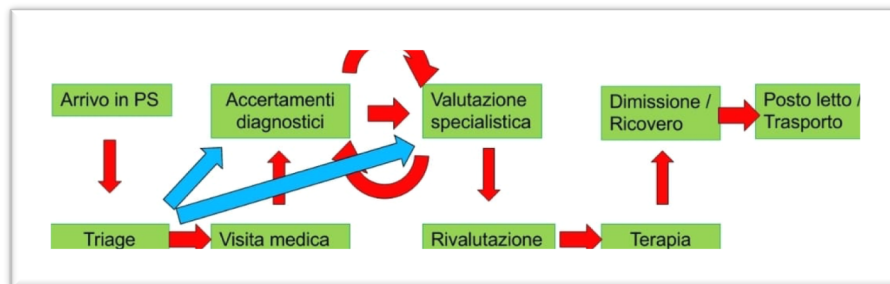 Arrivo in PS
Accertamenti
diagnostici
Valutazione
specialistica
Dimissione /
Ricovero
Posto letto /
Trasporto
Triage
Visita medica
Rivalutazione
Terapia